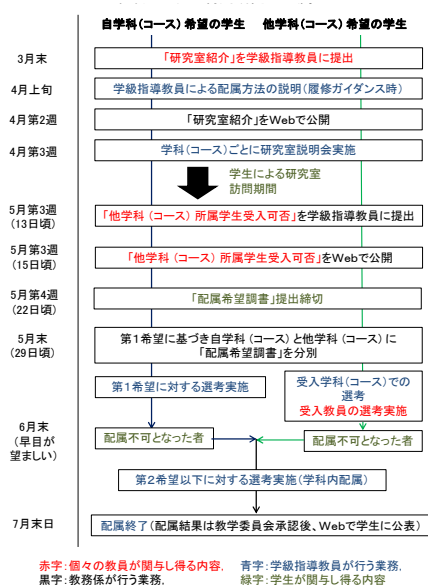 自学科(コース)希望の学生 他学科(コース)希望の学生
3月末
「研究室紹介」を学級指導教員に提出
4月上旬
学級指導教員による配属方法の説明(履修ガイダンス時)
4月第2週
「研究室紹介」をWebで公開
4月第3週
学科(コース)ごとに研究室説明会実施
学生による研究室
訪問期間
5月第3週
(13日頃)
「他学科(コース)所属学生受入可否」を学級指導教員に提出
5月第3週
(15日頃)
「他学科(コース)所属学生受入可否」をWebで公開
5月第4週
(22日頃)
「配属希望調書」提出締切
5月末
(29日頃)
第1希望に基づき自学科(コース)と他学科(コース)に
「配属希望調書」を分別
第1希望に対する選考実施
受入学科(コース)での
選考
受入教員の選考実施
6月末
(早目が
望ましい)
配属不可となった者
配属不可となった者
第2希望以下に対する選考実施(学科内配属)
7月末日
配属終了(配属結果は教学委員会承認後、Webで学生に公表)
赤字:個々の教員が関与し得る内容, 青字:学級指導教員が行う業務,
黒字:教務係が行う業務, 緑字:学生が関与し得る内容